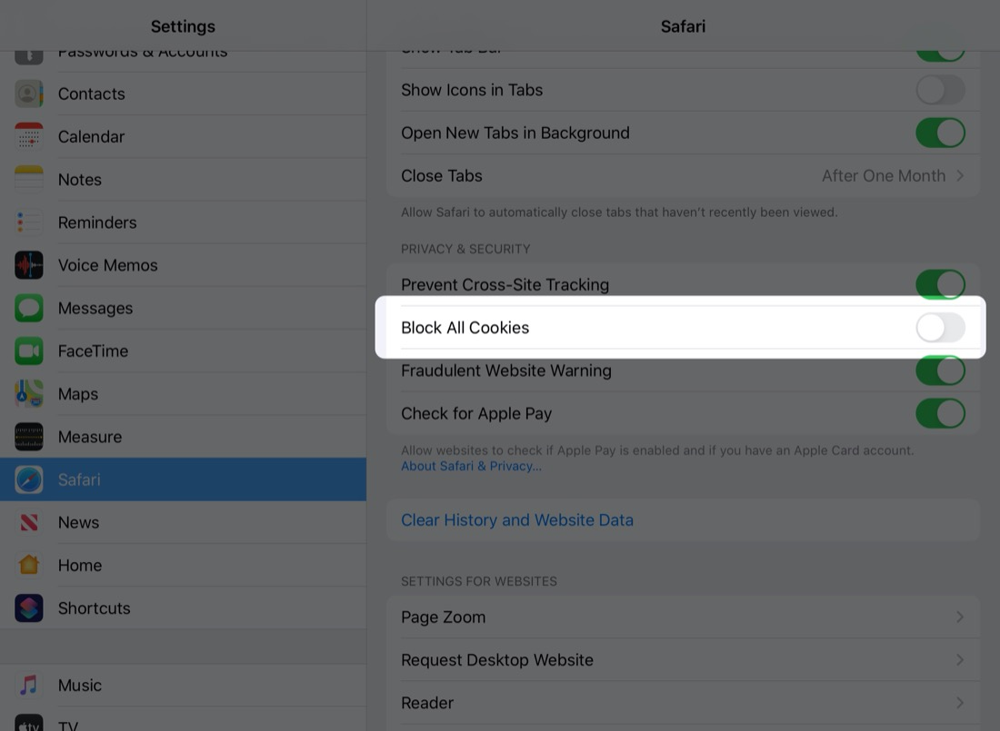 Settings
Passwords & Accounts
Contacts
Calendar
Notes
Reminders
Voice Memos
Messages
FaceTime
Maps
Measure
Safari
News
Home
Shortcuts
Music
TV
Safari
Show Tab Bar
Show Icons in Tabs
Open New Tabs in Background
Close Tabs After One Month
Allow Safari to automatically close tabs that haven’t recently been viewed.
PRIVACY & SECURITY
Prevent Cross-Site Tracking
Block All Cookies
Fraudulent Website Warning
Check for Apple Pay
Allow websites to check if Apple Pay is enabled and if you have an Apple Card account.
About Safari & Privacy...
Clear History and Website Data
SETTINGS FOR WEBSITES
Page Zoom
Request Desktop Website
Reader